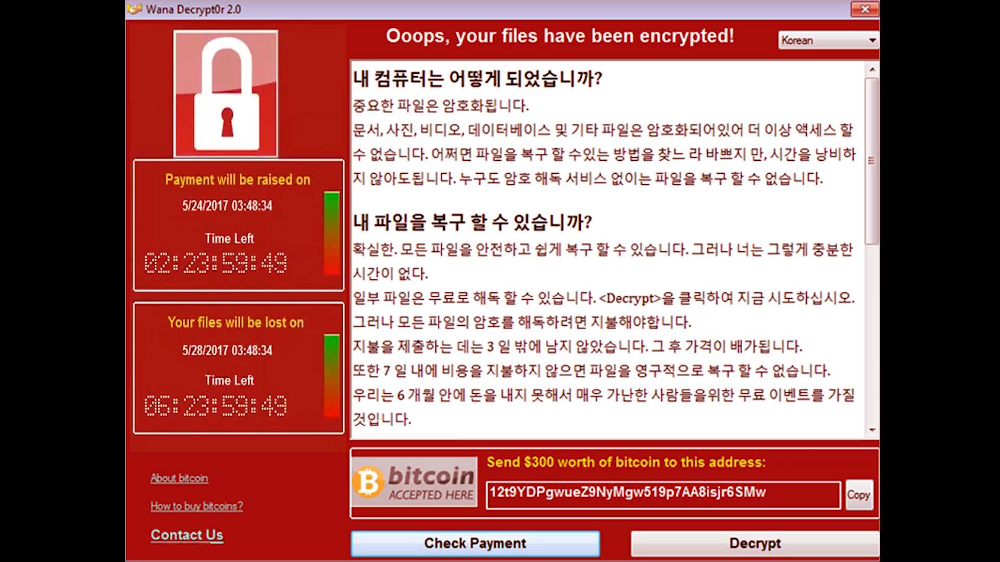 Wana Decrypt0r 2.0
Ooops, your files have been encrypted!
Korean
Payment will be raised on
5/24/2017 03:48:34
Time Left
02:23:59:49
Your files will be lost on
5/28/2017 03:48:34
Time Left
06:23:59:49
About bitcoin
How to buy bitcoins?
Contact Us
내 컴퓨터는 어떻게 되었습니까?
중요한 파일은 암호화됩니다.
문서, 사진, 비디오, 데이터베이스 및 기타 파일은 암호화되어있어 더 이상 액세스 할
수 없습니다. 어쩌면 파일을 복구 할 수있는 방법을 찾느 라 바쁘지 만, 시간을 낭비하
지 않아도됩니다. 누구도 암호 해독 서비스 없이는 파일을 복구 할 수 없습니다.
내 파일을 복구 할 수 있습니까?
확실한. 모든 파일을 안전하고 쉽게 복구 할 수 있습니다. 그러나 너는 그렇게 충분한
시간이 없다.
일부 파일은 무료로 해독 할 수 있습니다. <Decrypt>을 클릭하여 지금 시도하십시오.
그러나 모든 파일의 암호를 해독하려면 지불해야합니다.
지불을 제출하는 데는 3 일 밖에 남지 않았습니다. 그 후 가격이 배가됩니다.
또한 7 일 내에 비용을 지불하지 않으면 파일을 영구적으로 복구 할 수 없습니다.
우리는 6 개월 안에 돈을 내지 못해서 매우 가난한 사람들을위한 무료 이벤트를 가질
것입니다.
bitcoin
ACCEPTED HERE
Send $300 worth of bitcoin to this address:
12t9YDPgwueZ9NyMgw519p7AA8isjr6SMw
Copy
Check Payment
Decrypt